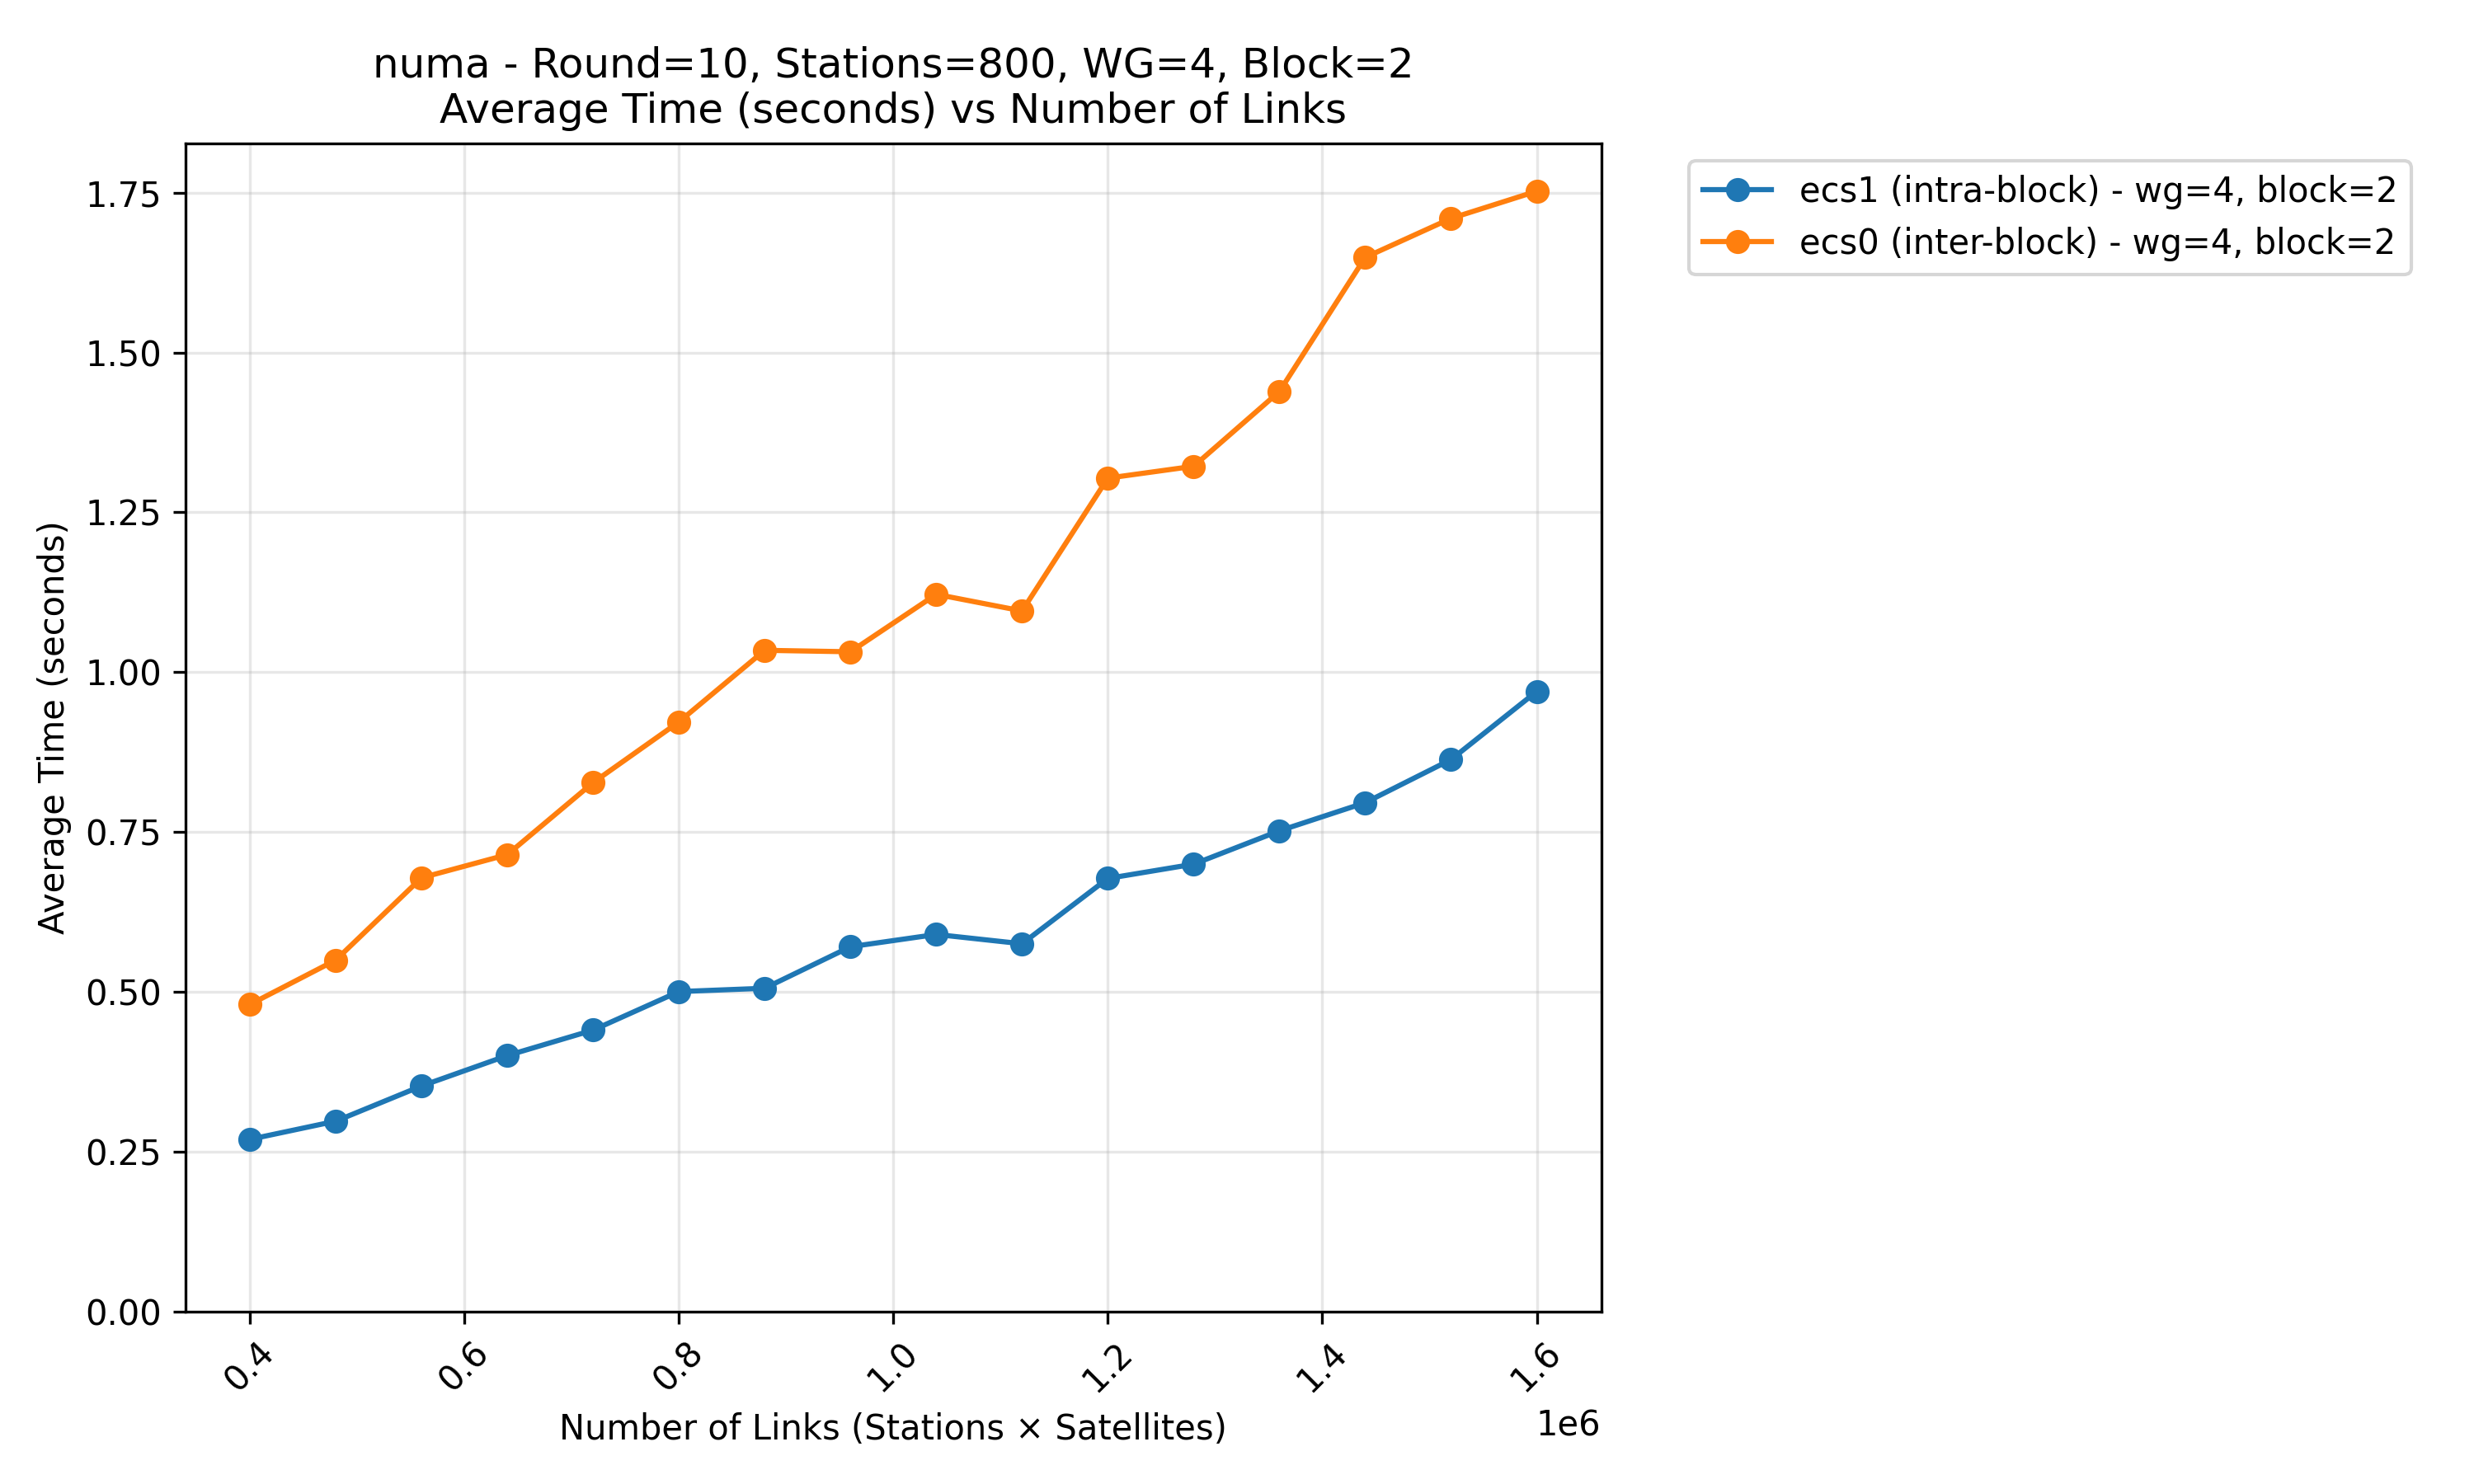 numa - Round=10, Stations=800, WG=4, Block=2
Average Time (seconds) vs Number of Links
ecs1 (intra-block) - wg=4, block=2
ecs0 (inter-block) - wg=4, block=2
Average Time (seconds)
1.75
1.50
1.25
1.00
0.75
0.50
0.25
0.00
0.4
0.6
0.8
1.0
1.2
1.4
1.6
1e6
Number of Links (Stations × Satellites)